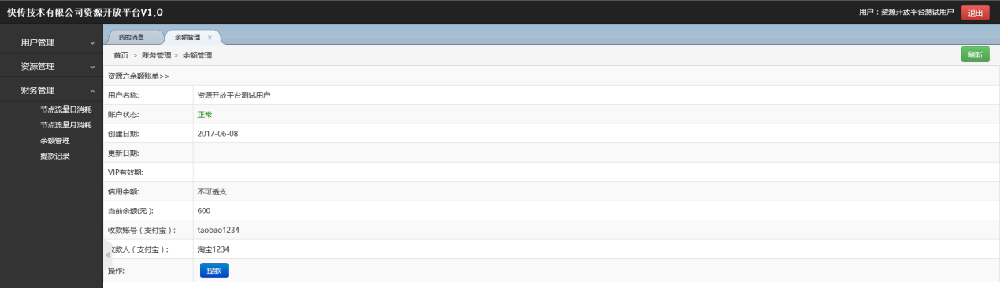 快传技术有限公司资源开放平台V1.0
用户：资源开放平台测试用户 退出
用户管理
资源管理
财务管理
节点流量日消耗
节点流量月消耗
余额管理
提款记录
我的消息 余额管理 ×
首页 > 账务管理 > 余额管理
刷新
资源方余额账单>>
用户名称: 资源开放平台测试用户
账户状态: 正常
创建日期: 2017-06-08
更新日期:
VIP有效期:
信用余额: 不可透支
当前余额(元): 600
收款账号（支付宝）: taobao1234
收款人（支付宝）: 淘宝1234
操作: 提款